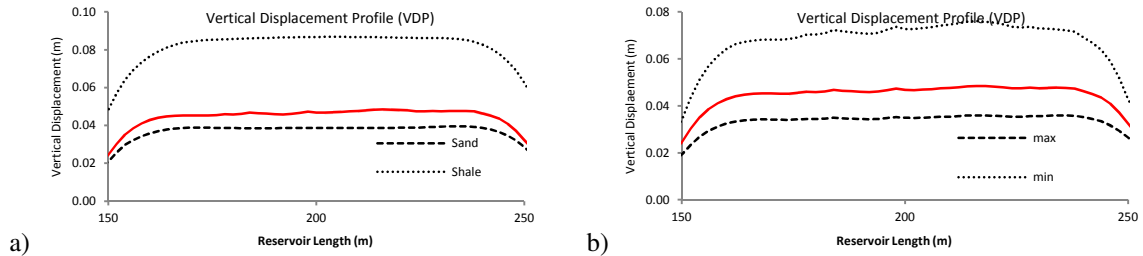 Vertical Displacement Profile (VDP)
Vertical Displacement (m)
0.10
0.08
0.06
0.04
0.02
0.00
Sand
Shale
150
200
250
Reservoir Length (m)
a)
Vertical Displacement Profile (VDP)
Vertical Displaement (m)
0.08
0.06
0.04
0.02
0.00
max
min
150
200
250
Reservoir Length (m)
b)